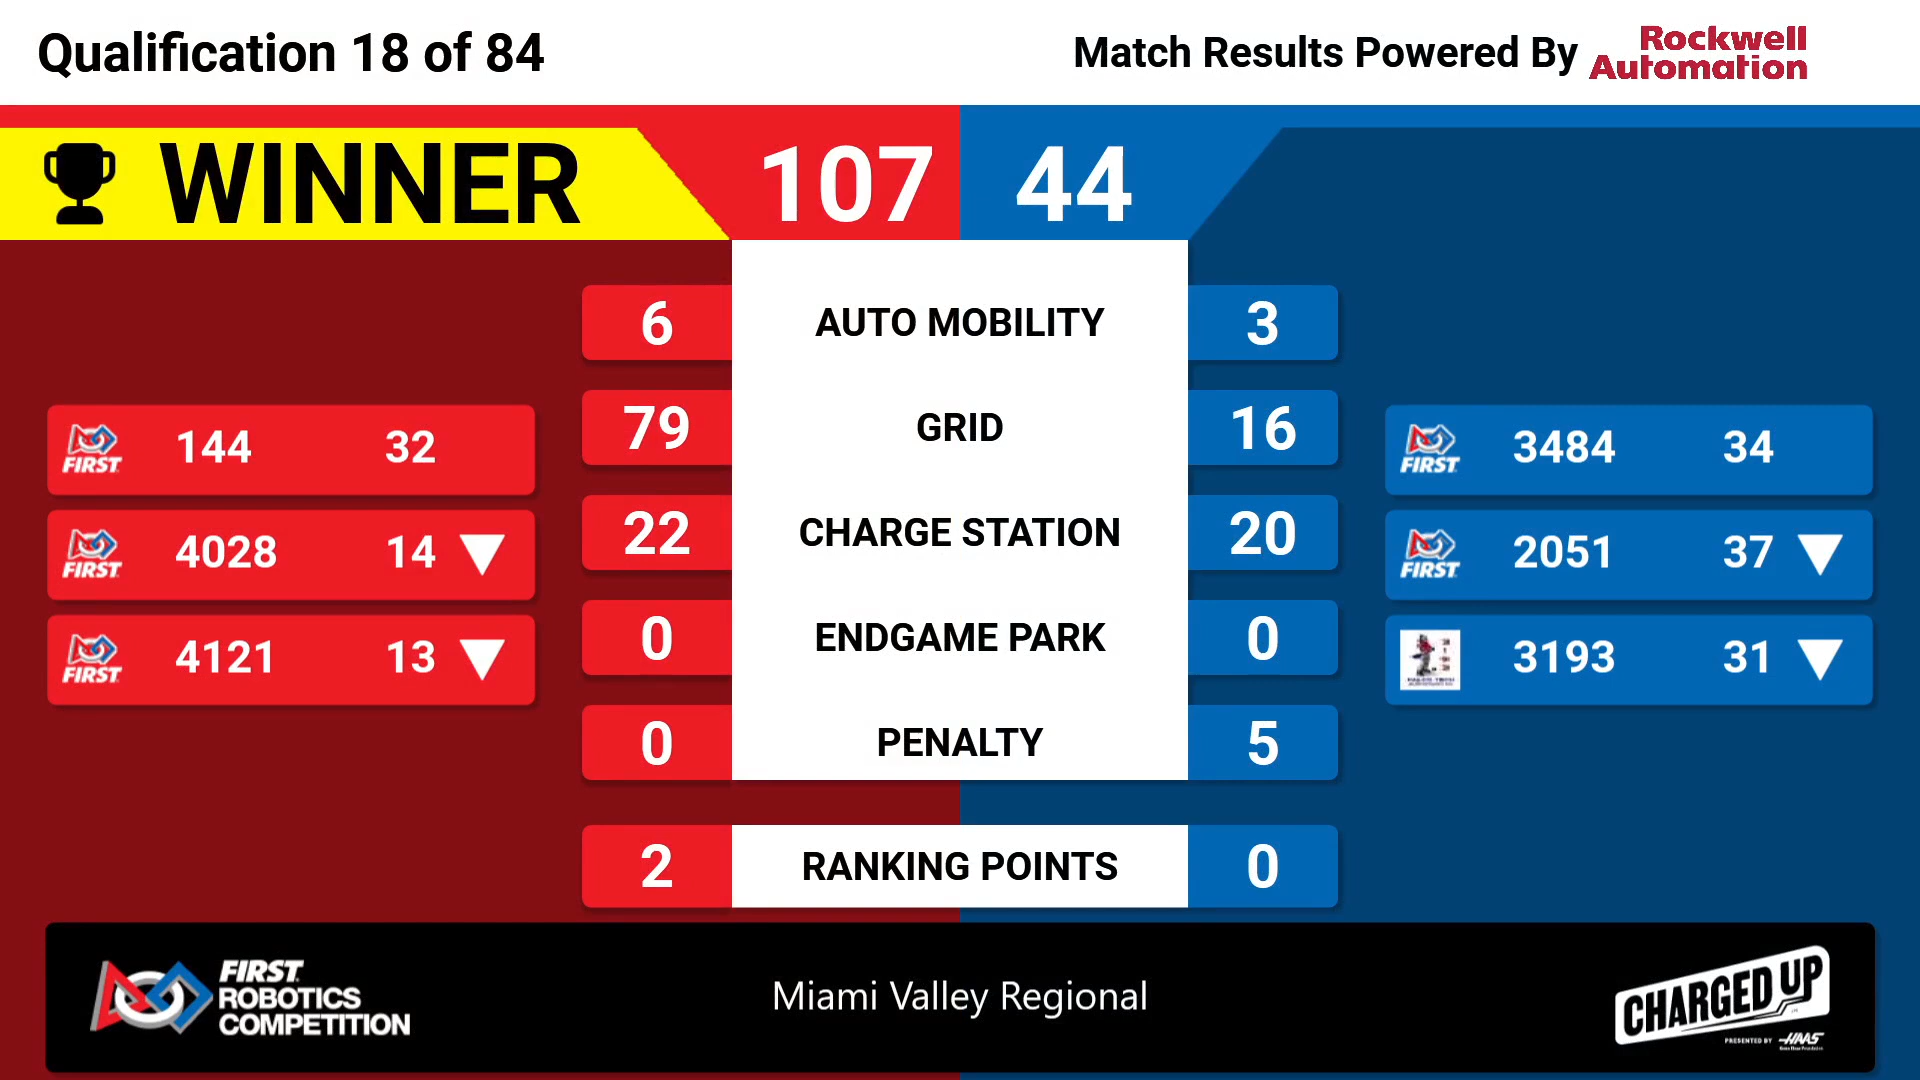 Qualification 18 of 84
Match Results Powered By
Rockwell
Automation
WINNER
107
44
6
AUTO MOBILITY
3
79
GRID
16
22
CHARGE STATION
20
0
ENDGAME PARK
0
0
PENALTY
5
2
RANKING POINTS
0
FIRST
144
32
FIRST
4028
14
FIRST
4121
13
FIRST
3484
34
FIRST
2051
37
3193
31
FIRST
ROBOTICS
COMPETITION
Miami Valley Regional
CHARGED UP
PRESENTED BY HAAS